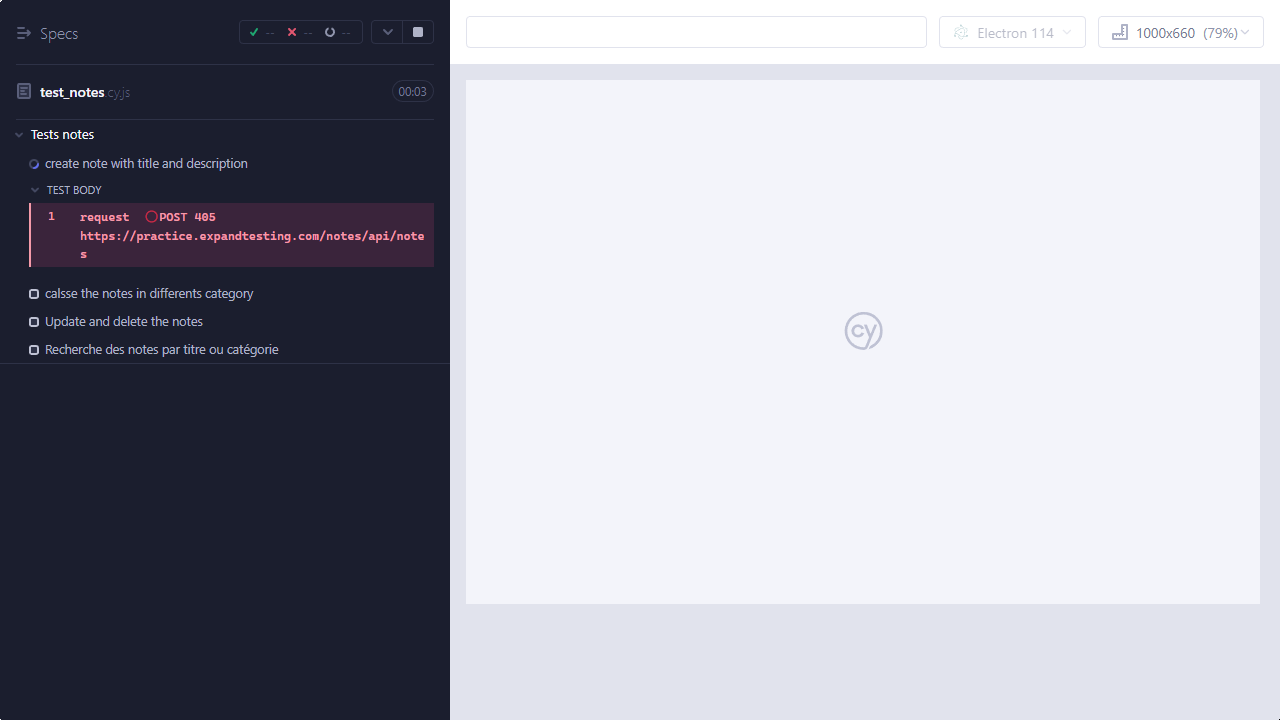 Specs
-- -- --
test_notes.cy.js 00:03
Tests notes
create note with title and description
TEST BODY
1 request POST 405
https://practice.expandtesting.com/notes/api/note
s
calsse the notes in differents category
Update and delete the notes
Recherche des notes par titre ou catégorie
Electron 114
1000x660 (79%)
cy